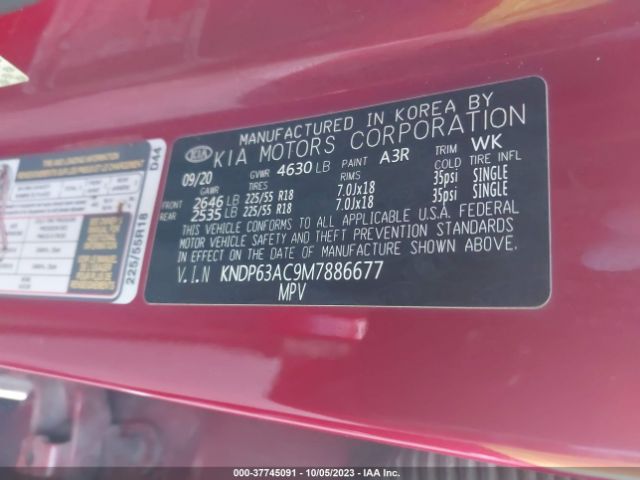 MANUFACTURED IN KOREA BY
KIA KIA MOTORS CORPORATION
09/20 GVWR 4630 LB PAINT A3R TRIM WK
GAWR TIRES RIMS COLD TIRE INFL
FRONT 2646 LB 225/55 R18 7.0Jx18 35psi SINGLE
REAR 2535 LB 225/55 R18 7.0Jx18 35psi SINGLE
THIS VEHICLE CONFORMS TO ALL APPLICABLE U.S.A. FEDERAL
MOTOR VEHICLE SAFETY AND THEFT PREVENTION STANDARDS
IN EFFECT ON THE DATE OF MANUFACTURE SHOWN ABOVE.
V.I.N KNDP63AC9M7886677
MPV
D44
225/55R18
000-37745091 - 10/05/2023 - IAA Inc.